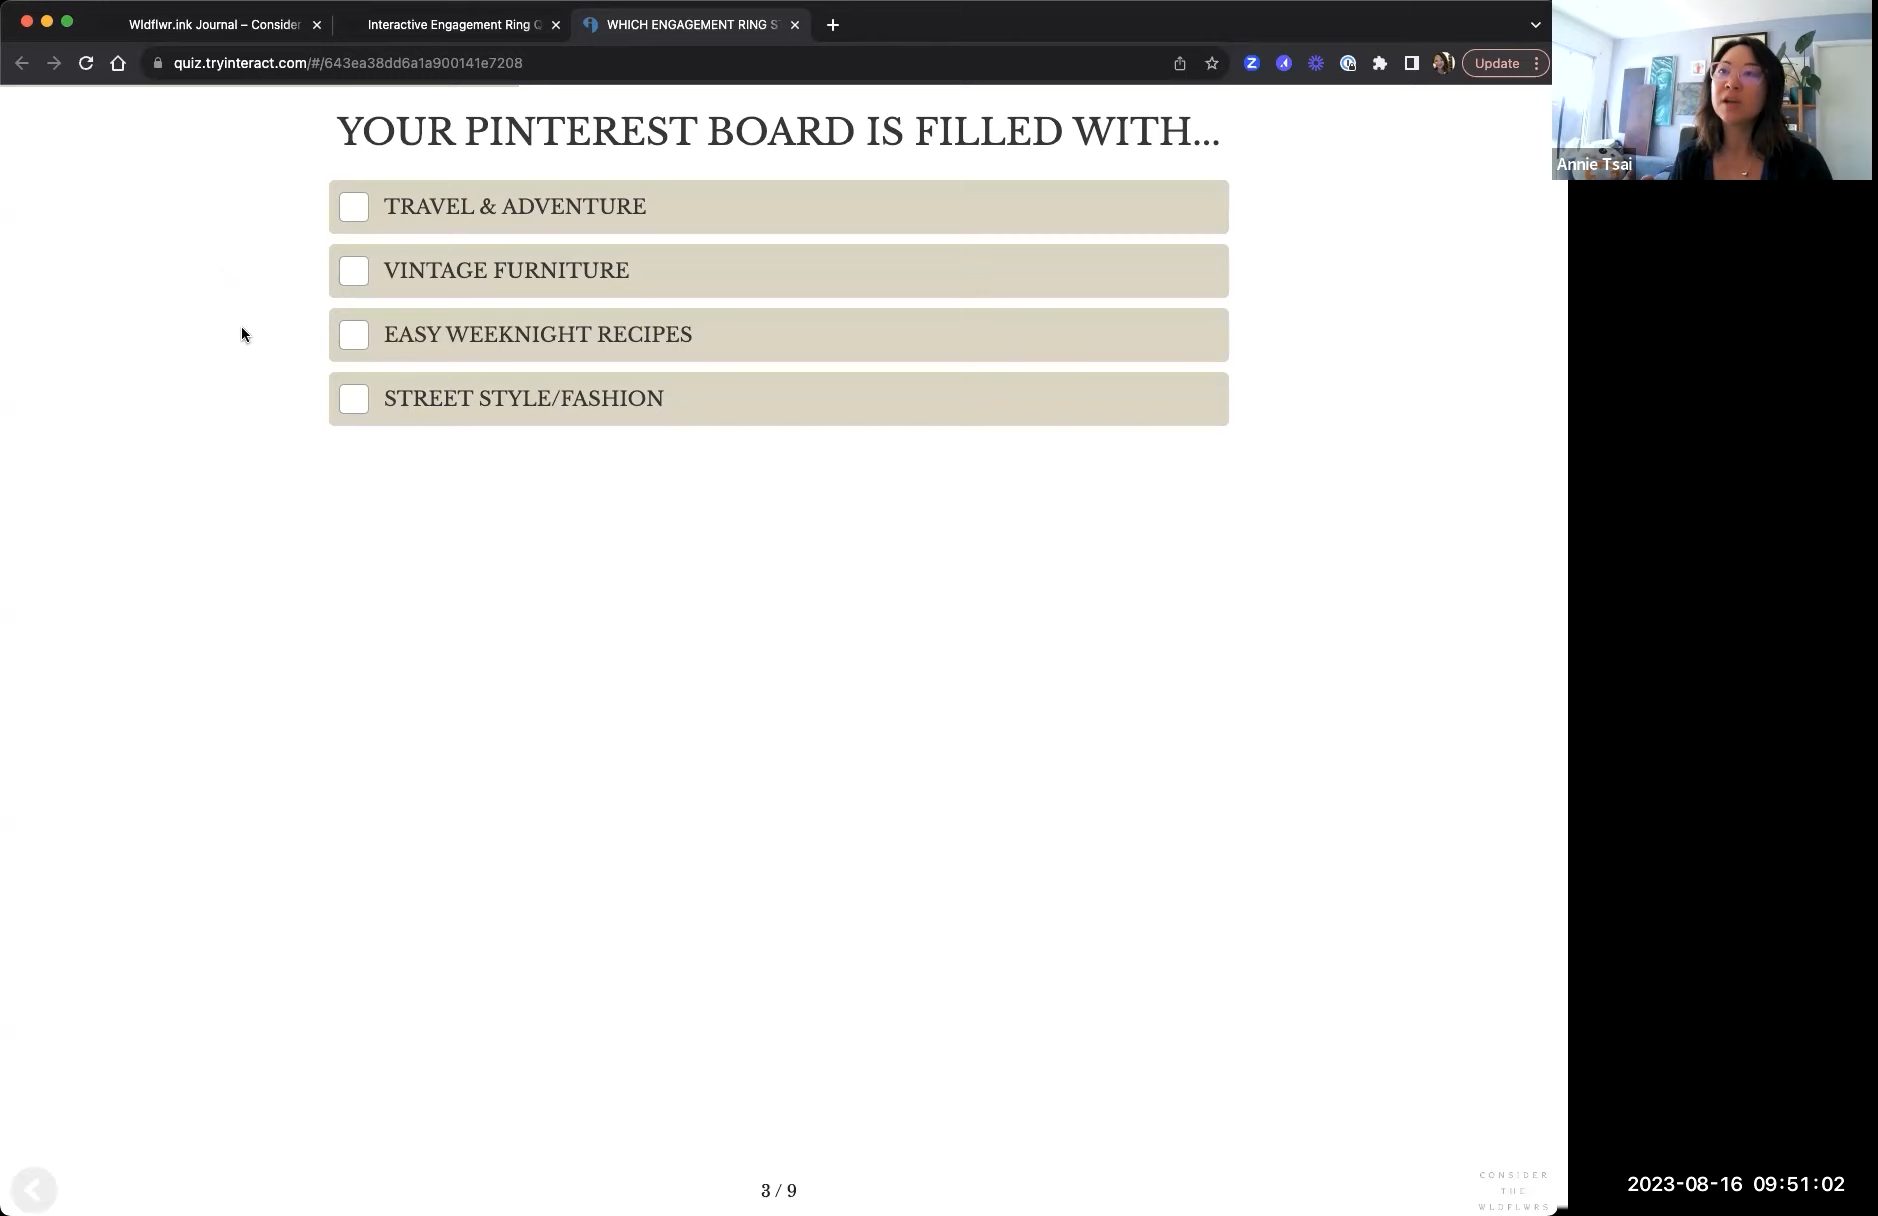 Wldflwr.ink Journal – Consider
Interactive Engagement Ring Q
WHICH ENGAGEMENT RING S
quiz.tryinteract.com/#/643ea38dd6a1a900141e7208
Update
Annie Tsai
YOUR PINTEREST BOARD IS FILLED WITH...
TRAVEL & ADVENTURE
VINTAGE FURNITURE
EASY WEEKNIGHT RECIPES
STREET STYLE/FASHION
3 / 9
CONSIDER
THE
WLDFLWRS
2023-08-16 09:51:02